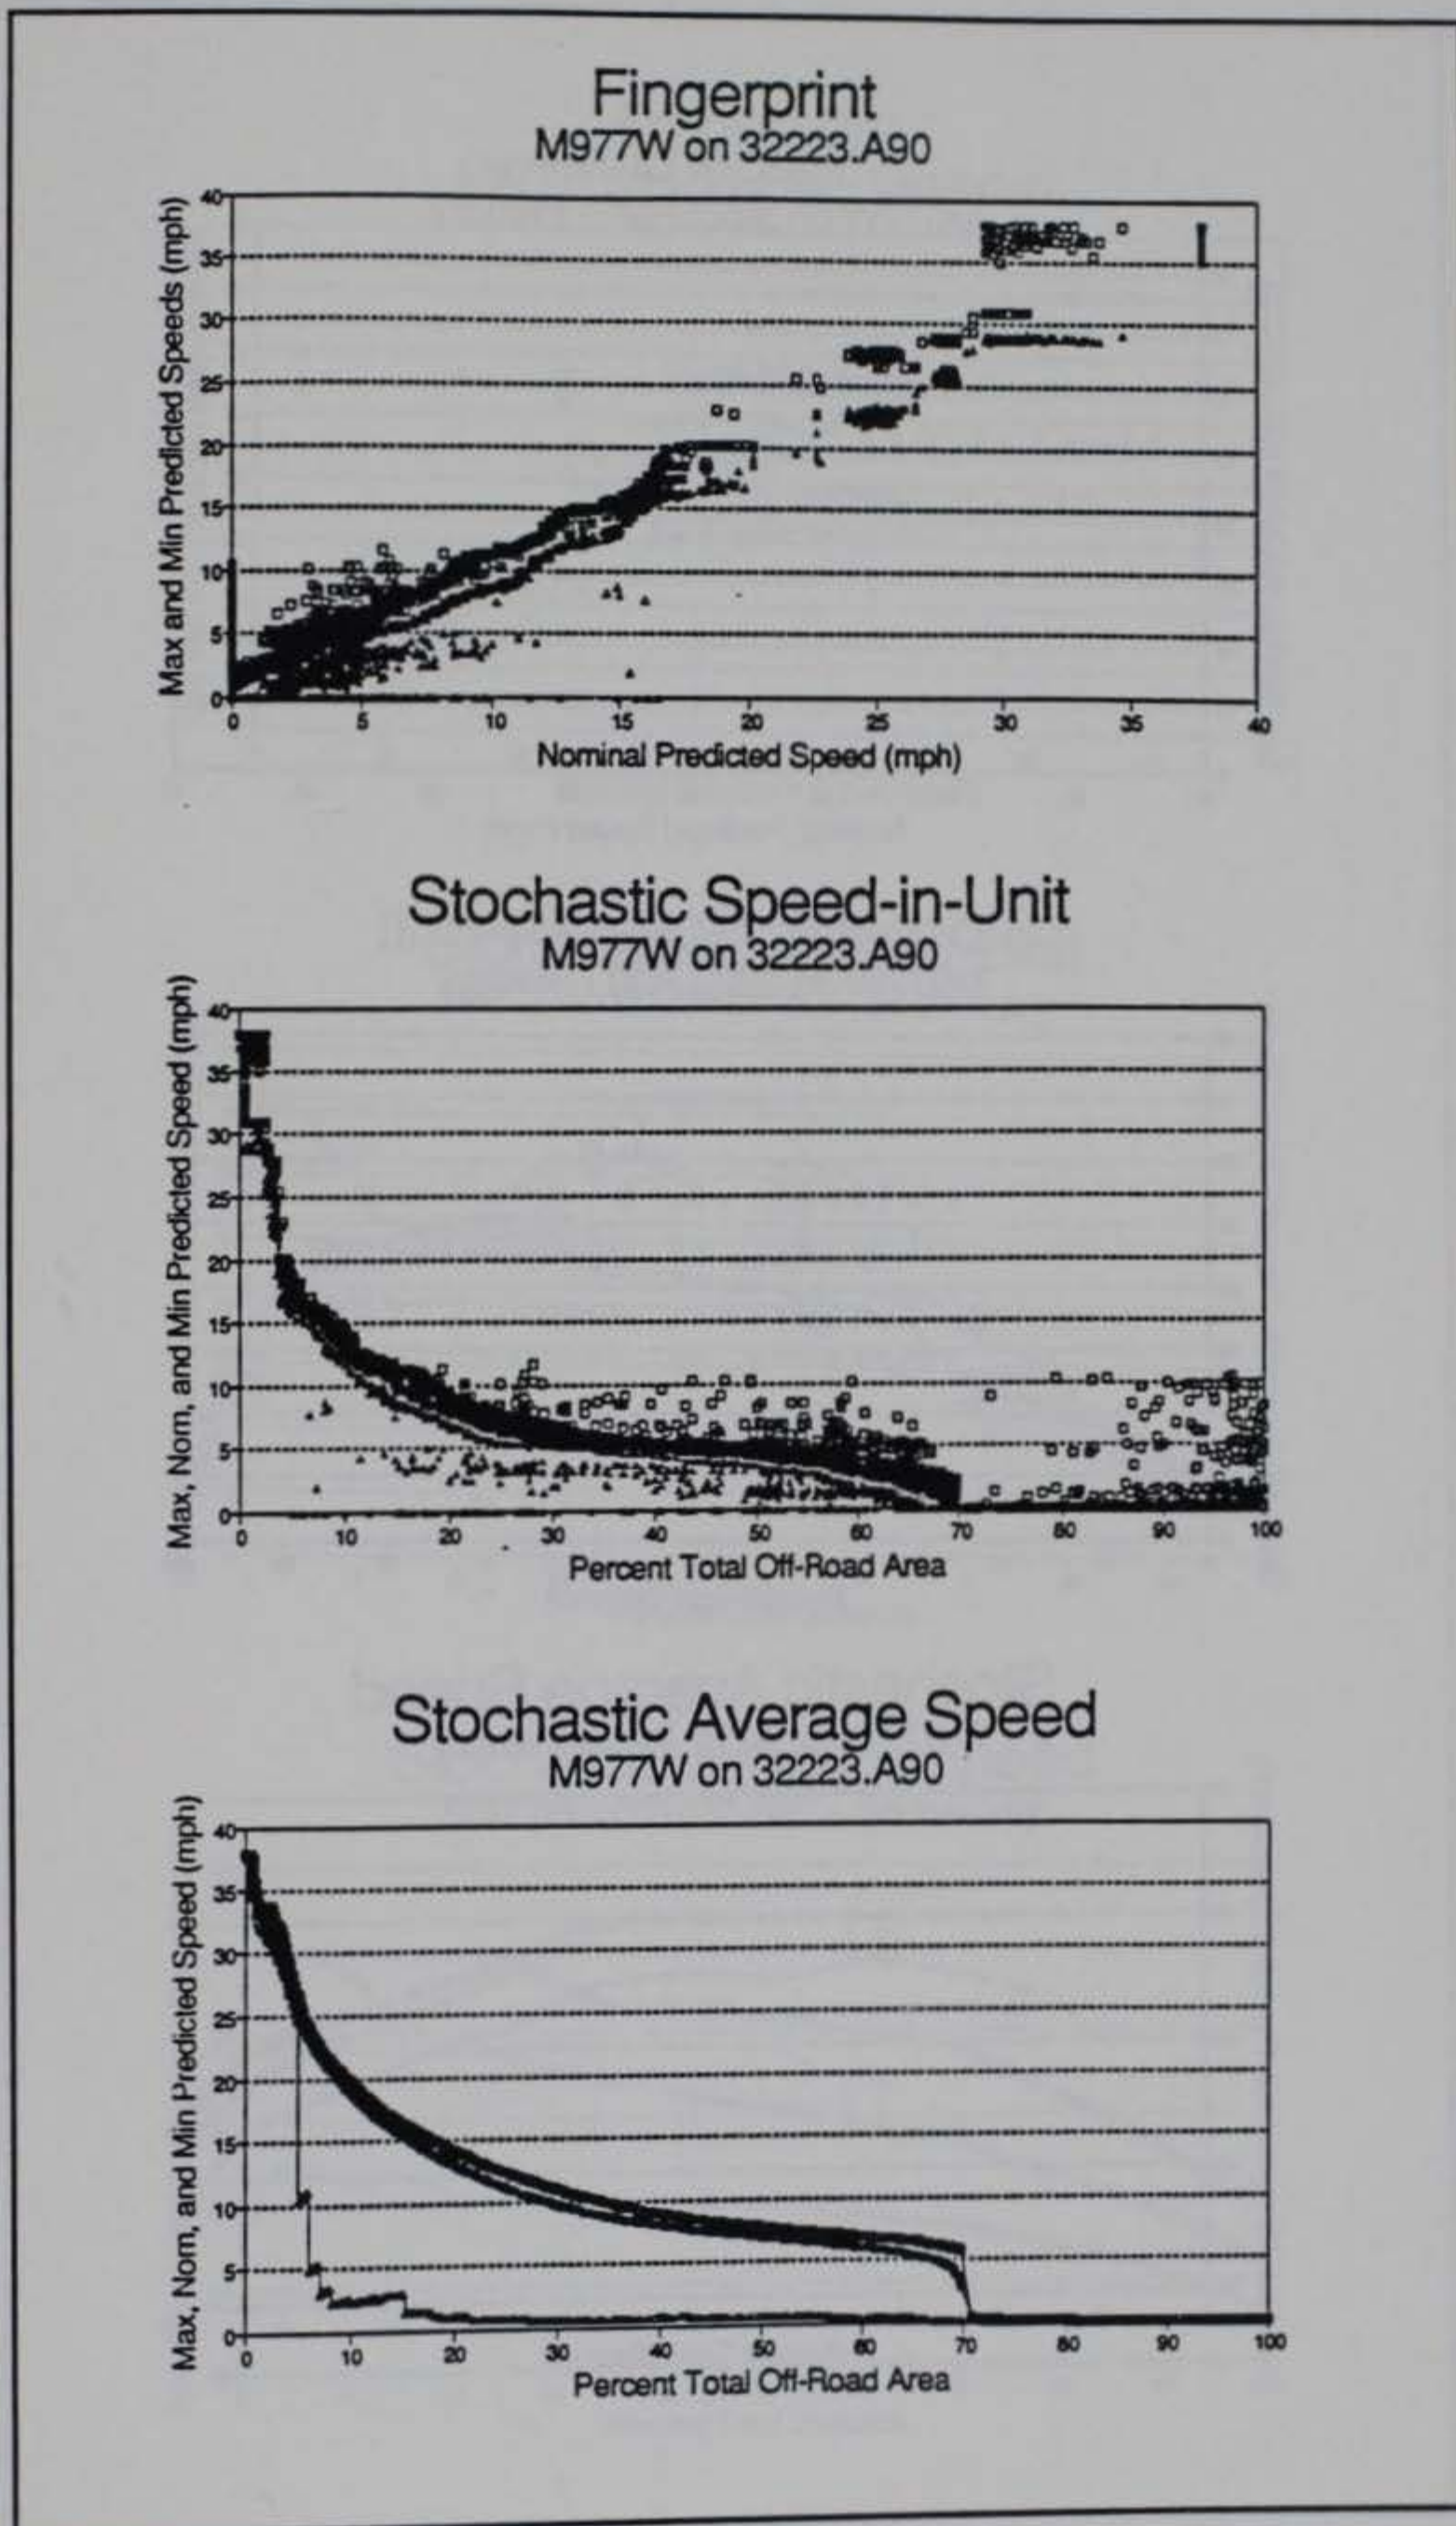 Fingerprint
M977W on 32223.A90
Max and Min Predicted Speeds (mph)
40
35
30
25
20
15
10
5
0
0 5 10 15 20 25 30 35 40
Nominal Predicted Speed (mph)
Stochastic Speed-in-Unit
M977W on 32223.A90
Max, Nom, and Min Predicted Speed (mph)
40
35
30
25
20
15
10
5
0
0 10 20 30 40 50 60 70 80 90 100
Percent Total Off-Road Area
Stochastic Average Speed
M977W on 32223.A90
Max, Nom, and Min Predicted Speed (mph)
40
35
30
25
20
15
10
5
0
0 10 20 30 40 50 60 70 80 90 100
Percent Total Off-Road Area